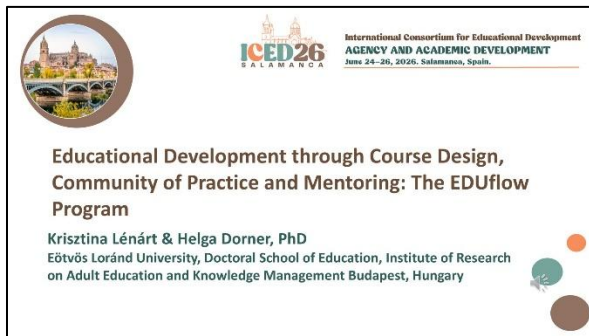 ICED26
SALAMANCA
International Consortium for Educational Development
AGENCY AND ACADEMIC DEVELOPMENT
June 24–26, 2026. Salamanca, Spain.
Educational Development through Course Design,
Community of Practice and Mentoring: The EDUflow
Program
Krisztina Lénárt & Helga Dorner, PhD
Eötvös Loránd University, Doctoral School of Education, Institute of Research
on Adult Education and Knowledge Management Budapest, Hungary